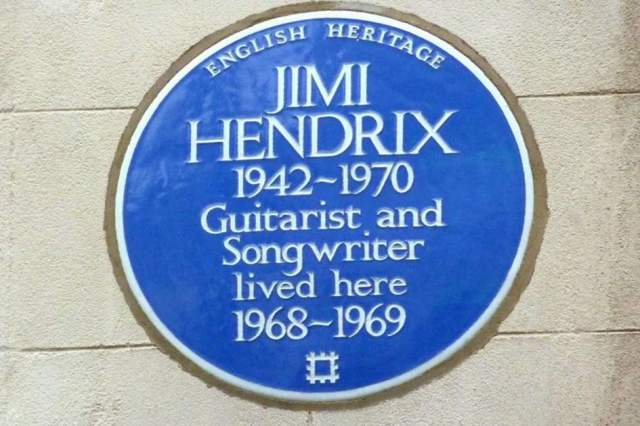 ENGLISH HERITAGE
JIMI
HENDRIX
1942~1970
Guitarist and
Songwriter
lived here
1968~1969